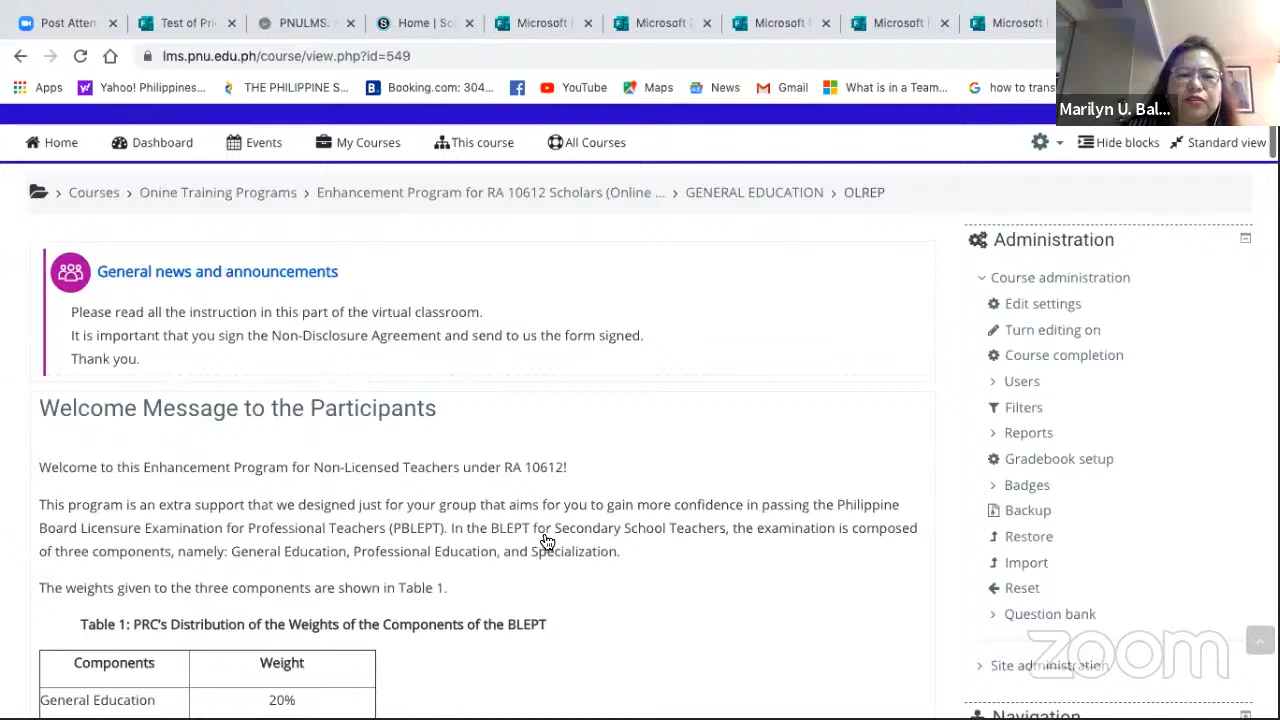 Post Atten
Test of Pri
PNULMS.
Home | Sc
Microsoft
Microsoft
Microsoft
Microsoft
Microsoft
lms.pnu.edu.ph/course/view.php?id=549
Apps
Yahoo! Philippines...
THE PHILIPPINE S...
Booking.com: 304...
YouTube
Maps
News
Gmail
What is in a Team...
how to trans
Marilyn U. Bal...
Home
Dashboard
Events
My Courses
This course
All Courses
Hide blocks
Standard view
Courses > Onine Training Programs > Enhancement Program for RA 10612 Scholars (Online ... > GENERAL EDUCATION > OLREP
General news and announcements
Please read all the instruction in this part of the virtual classroom.
It is important that you sign the Non-Disclosure Agreement and send to us the form signed.
Thank you.
Welcome Message to the Participants
Welcome to this Enhancement Program for Non-Licensed Teachers under RA 10612!
This program is an extra support that we designed just for your group that aims for you to gain more confidence in passing the Philippine
Board Licensure Examination for Professional Teachers (PBLEPT). In the BLEPT for Secondary School Teachers, the examination is composed
of three components, namely: General Education, Professional Education, and Specialization.
The weights given to the three components are shown in Table 1.
Table 1: PRC's Distribution of the Weights of the Components of the BLEPT
Components
Weight
General Education
20%
Administration
Course administration
Edit settings
Turn editing on
Course completion
Users
Filters
Reports
Gradebook setup
Badges
Backup
Restore
Import
Reset
Question bank
Site administration
Navigation
zoom